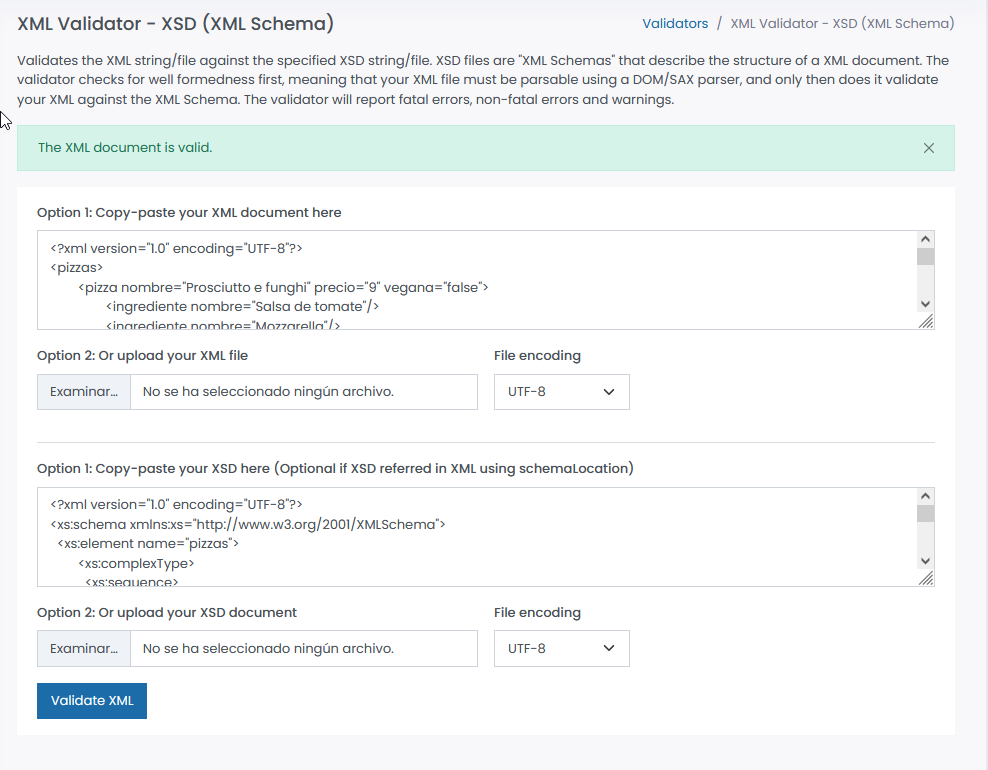 XML Validator - XSD (XML Schema)
Validators / XML Validator - XSD (XML Schema)
Validates the XML string/file against the specified XSD string/file. XSD files are "XML Schemas" that describe the structure of a XML document. The
validator checks for well formedness first, meaning that your XML file must be parsable using a DOM/SAX parser, and only then does it validate
your XML against the XML Schema. The validator will report fatal errors, non-fatal errors and warnings.
The XML document is valid.
Option 1: Copy-paste your XML document here
<?xml version="1.0" encoding="UTF-8"?>
<pizzas>
<pizza nombre="Prosciutto e funghi" precio="9" vegana="false">
<ingrediente nombre="Salsa de tomate"/>
<ingrediente nombre="Mozzarella"/>
Option 2: Or upload your XML file
File encoding
Examinar... No se ha seleccionado ningún archivo.
UTF-8
Option 1: Copy-paste your XSD here (Optional if XSD referred in XML using schemaLocation)
<?xml version="1.0" encoding="UTF-8"?>
<xs:schema xmlns:xs="http://www.w3.org/2001/XMLSchema">
<xs:element name="pizzas">
<xs:complexType>
<xs:sequence>
Option 2: Or upload your XSD document
File encoding
Examinar... No se ha seleccionado ningún archivo.
UTF-8
Validate XML